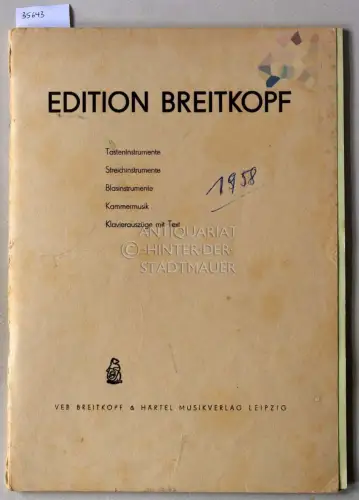 35643
EDITION BREITKOPF
Tasteninstrumente
Streichinstrumente
Blasinstrumente
Kammermusik
Klavierauszüge mit Text
1958
ANTIQUARIAT
©-HINTER-DER-
STADTMAUER
VEB BREITKOPF & HÄRTEL MUSIKVERLAG LEIPZIG